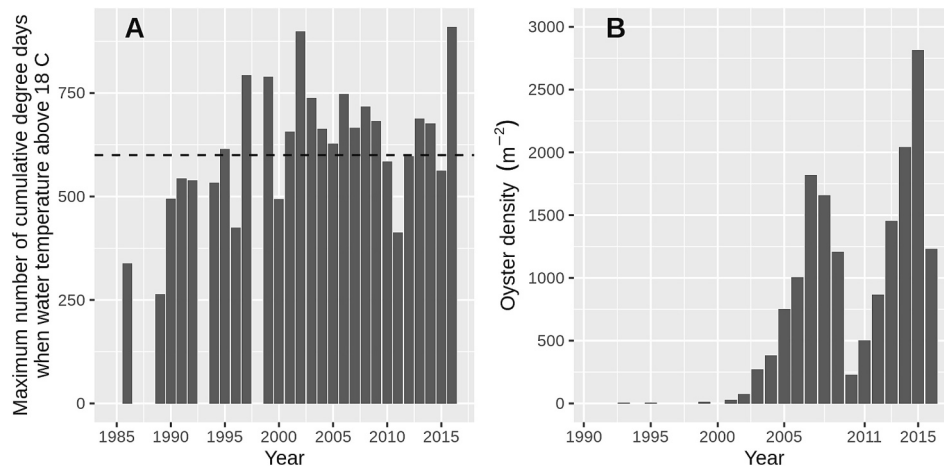 A
Maximum number of cumulative degree days
when water temperature above 18 C
750
500
250
0
1985 1990 1995 2000 2005 2010 2015
Year
B
Oyster density (m⁻²)
3000
2500
2000
1500
1000
500
0
1990 1995 2000 2005 2011 2015
Year